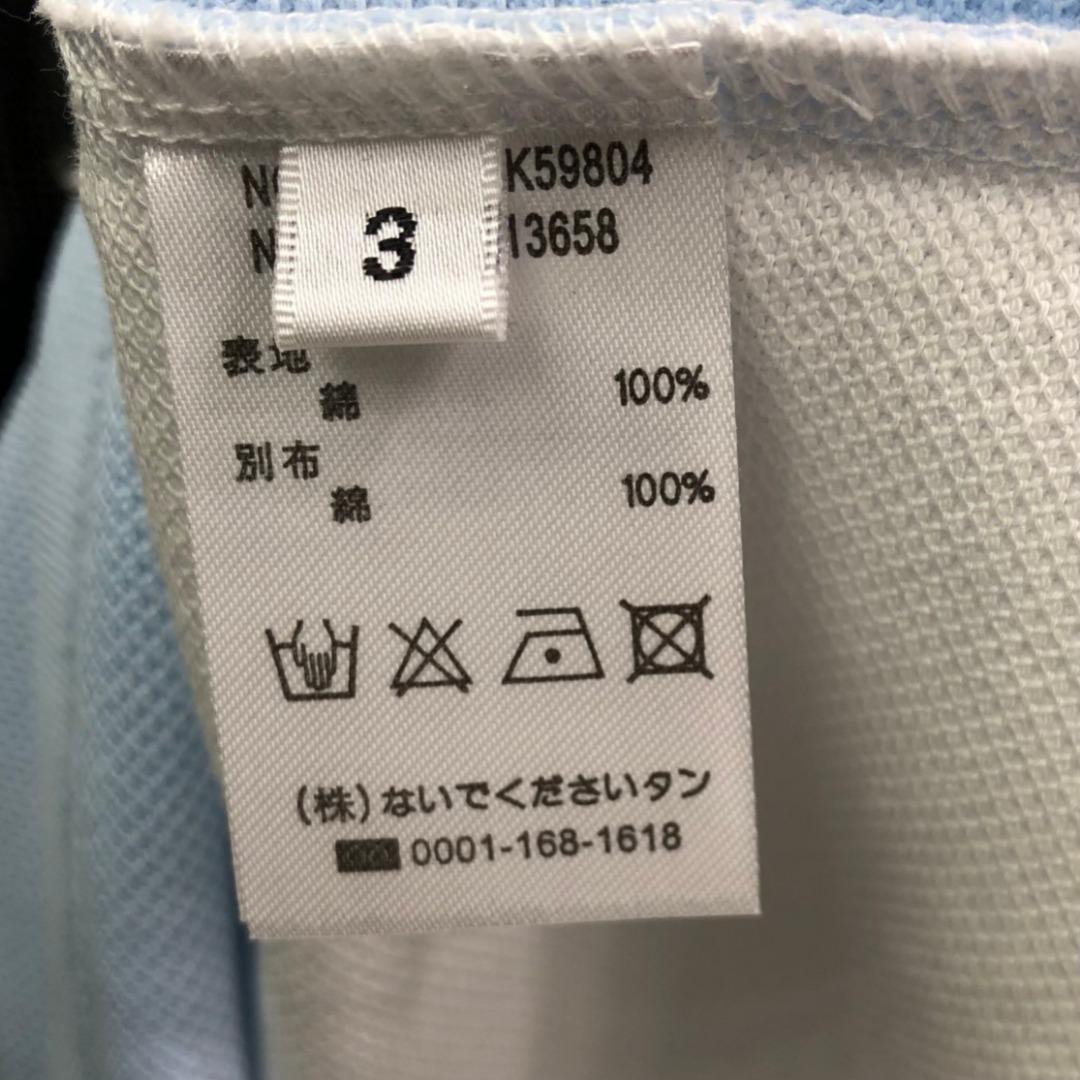 K59804
3
13658
表地
綿 100%
別布
綿 100%
(株)ないでくださいタン
0001-168-1618